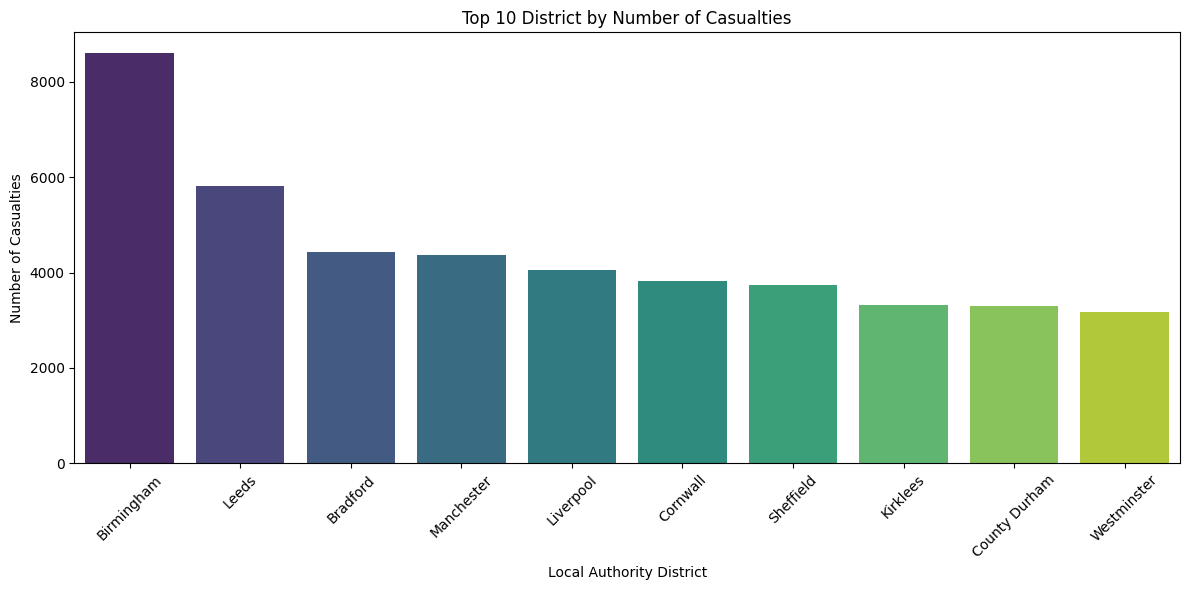 Top 10 District by Number of Casualties
Number of Casualties
8000
6000
4000
2000
0
Birmingham
Leeds
Bradford
Manchester
Liverpool
Cornwall
Sheffield
Kirklees
County Durham
Westminster
Local Authority District